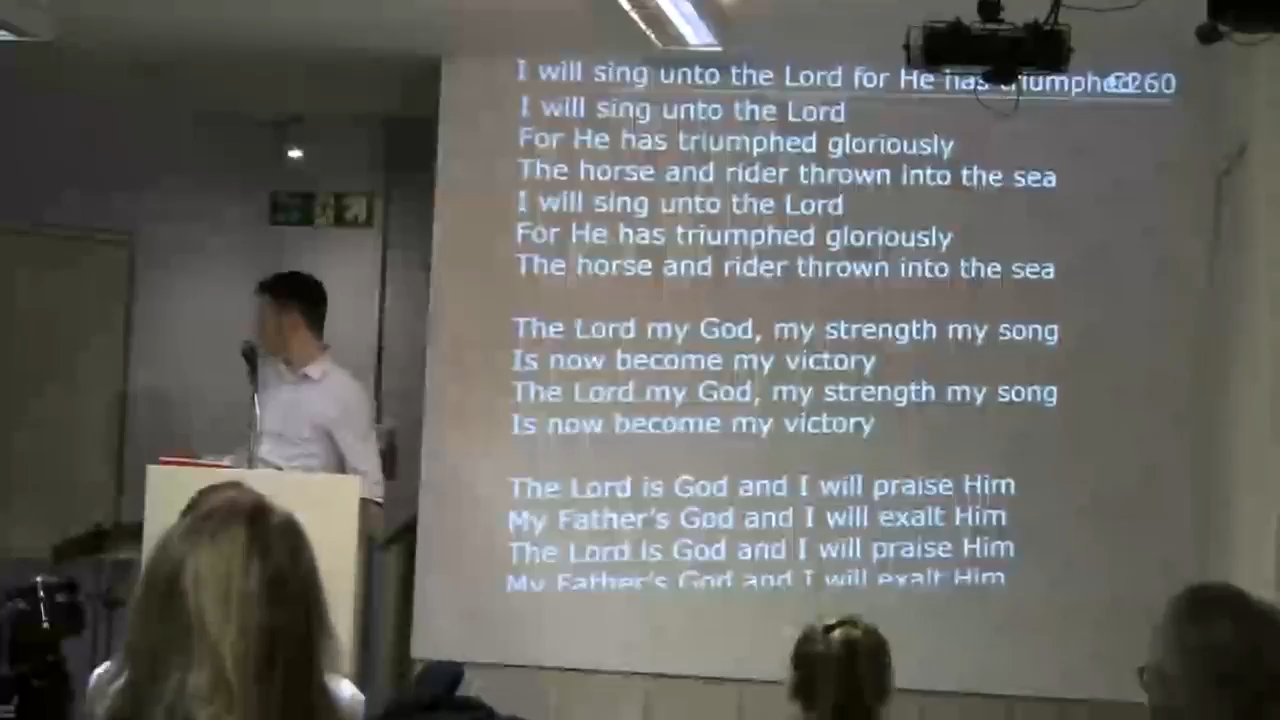 I will sing unto the Lord for He has triumphed C260
I will sing unto the Lord
For He has triumphed gloriously
The horse and rider thrown into the sea
I will sing unto the Lord
For He has triumphed gloriously
The horse and rider thrown into the sea
The Lord my God, my strength my song
Is now become my victory
The Lord my God, my strength my song
Is now become my victory
The Lord is God and I will praise Him
My Father's God and I will exalt Him
The Lord is God and I will praise Him
My Father's God and I will exalt Him